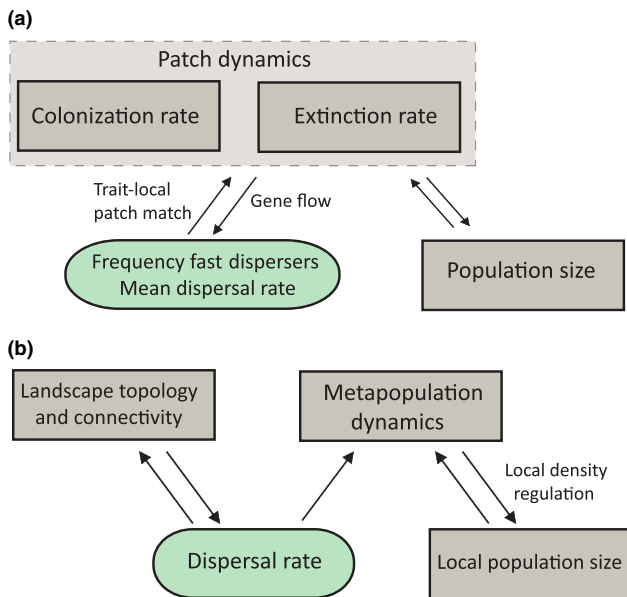 (a)
Patch dynamics
Colonization rate
Extinction rate
Trait-local
patch match
Gene flow
Frequency fast dispersers
Mean dispersal rate
Population size
(b)
Landscape topology
and connectivity
Metapopulation
dynamics
Local density
regulation
Dispersal rate
Local population size